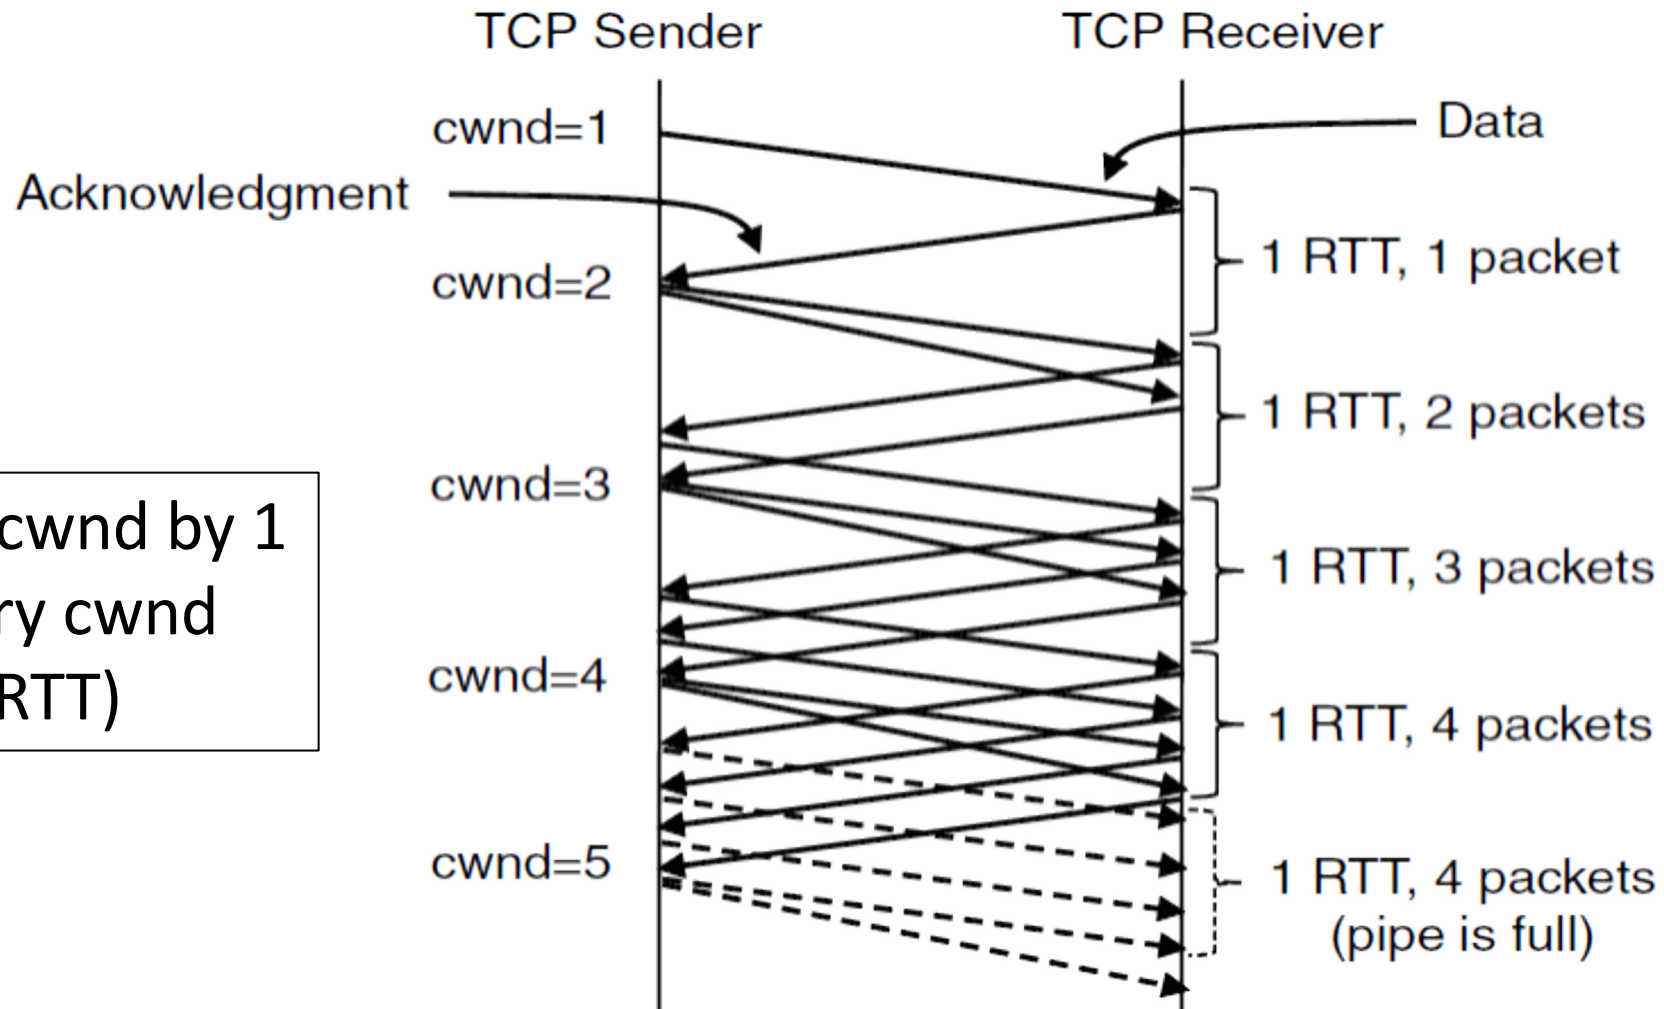 TCP Sender
TCP Receiver
cwnd=1
Data
Acknowledgment
1 RTT, 1 packet
cwnd=2
1 RTT, 2 packets
cwnd=3
cwnd by 1
ry cwnd
RTT)
1 RTT, 3 packets
cwnd=4
1 RTT, 4 packets
cwnd=5
1 RTT, 4 packets
(pipe is full)